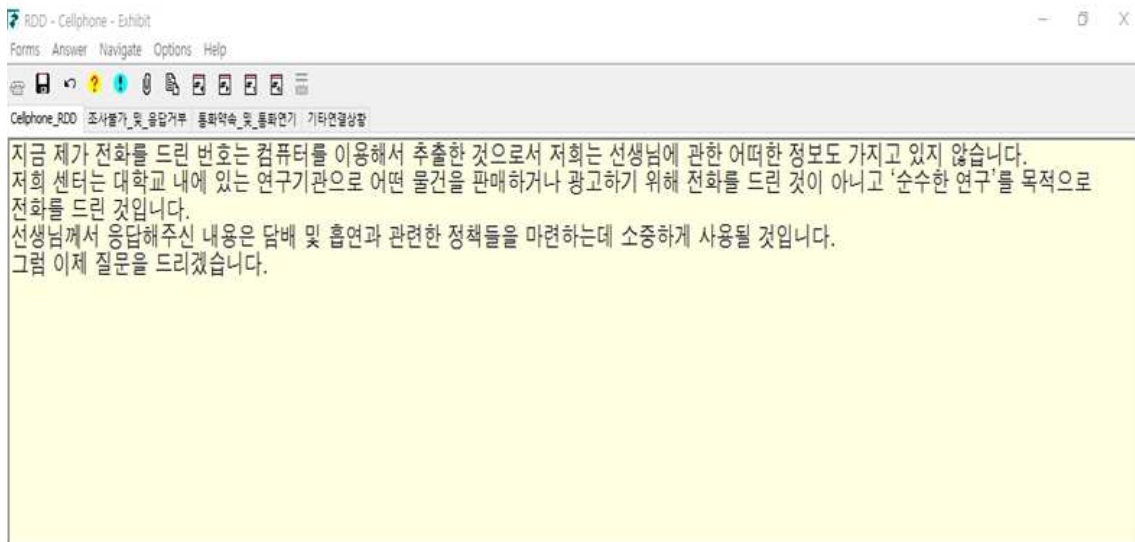 RDD - Cellphone - Exhibit
Forms Answer Navigate Options Help
Cellphone_RDD 조사불가_및_응답거부 통화약속_및_통화연기 기타연결상황
지금 제가 전화를 드린 번호는 컴퓨터를 이용해서 추출한 것으로서 저희는 선생님에 관한 어떠한 정보도 가지고 있지 않습니다.
저희 센터는 대학교 내에 있는 연구기관으로 어떤 물건을 판매하거나 광고하기 위해 전화를 드린 것이 아니고 ‘순수한 연구’를 목적으로
전화를 드린 것입니다.
선생님께서 응답해주신 내용은 담배 및 흡연과 관련한 정책들을 마련하는데 소중하게 사용될 것입니다.
그럼 이제 질문을 드리겠습니다.